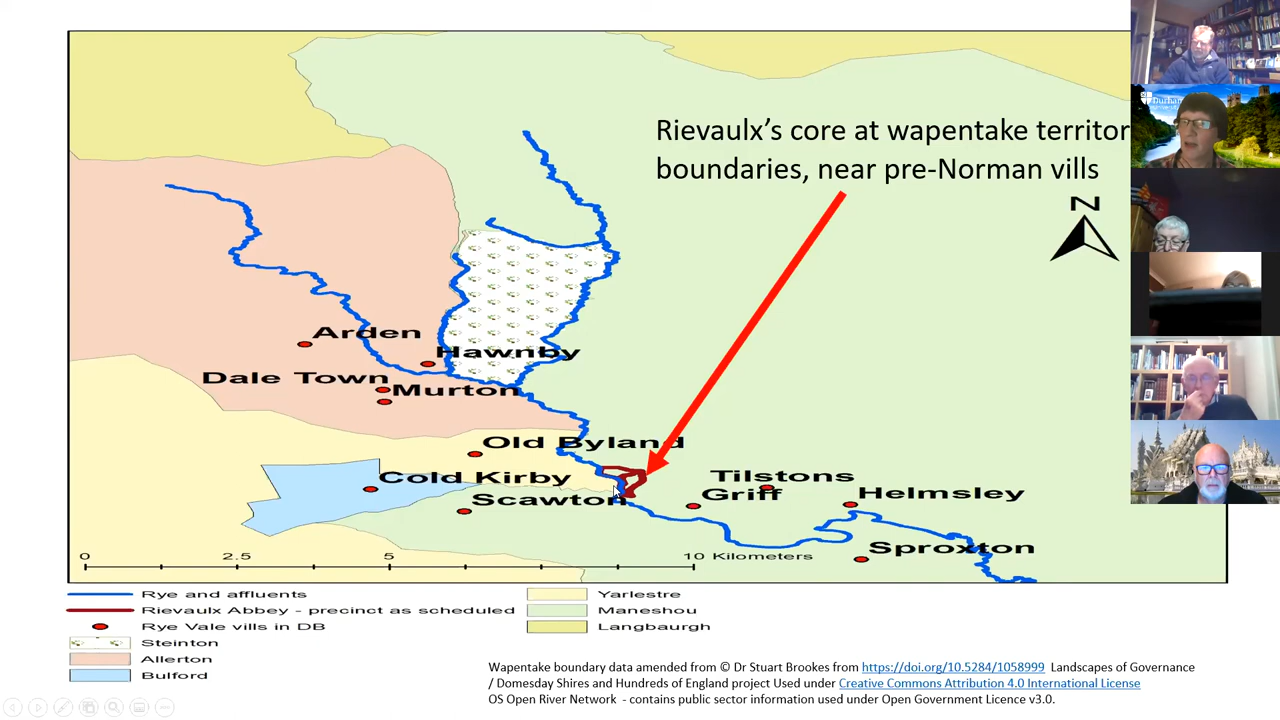 Rievaulx's core at wapentake territor
boundaries, near pre-Norman vills
N
Durham
Arden
Hawnby
Dale Town
Murton
Old Byland
Cold Kirby
Tilstons
Scawton
Griff
Helmsley
Sproxton
0 2.5 5 10 Kilometers
Rye and affluents
Rievaulx Abbey - precinct as scheduled
Rye Vale vills in DB
Steinton
Allerton
Bulford
Yarlestre
Maneshou
Langbaurgh
Wapentake boundary data amended from © Dr Stuart Brookes from https://doi.org/10.5284/1058999 Landscapes of Governance
/ Domesday Shires and Hundreds of England project Used under Creative Commons Attribution 4.0 International License
OS Open River Network - contains public sector information used under Open Government Licence v3.0.